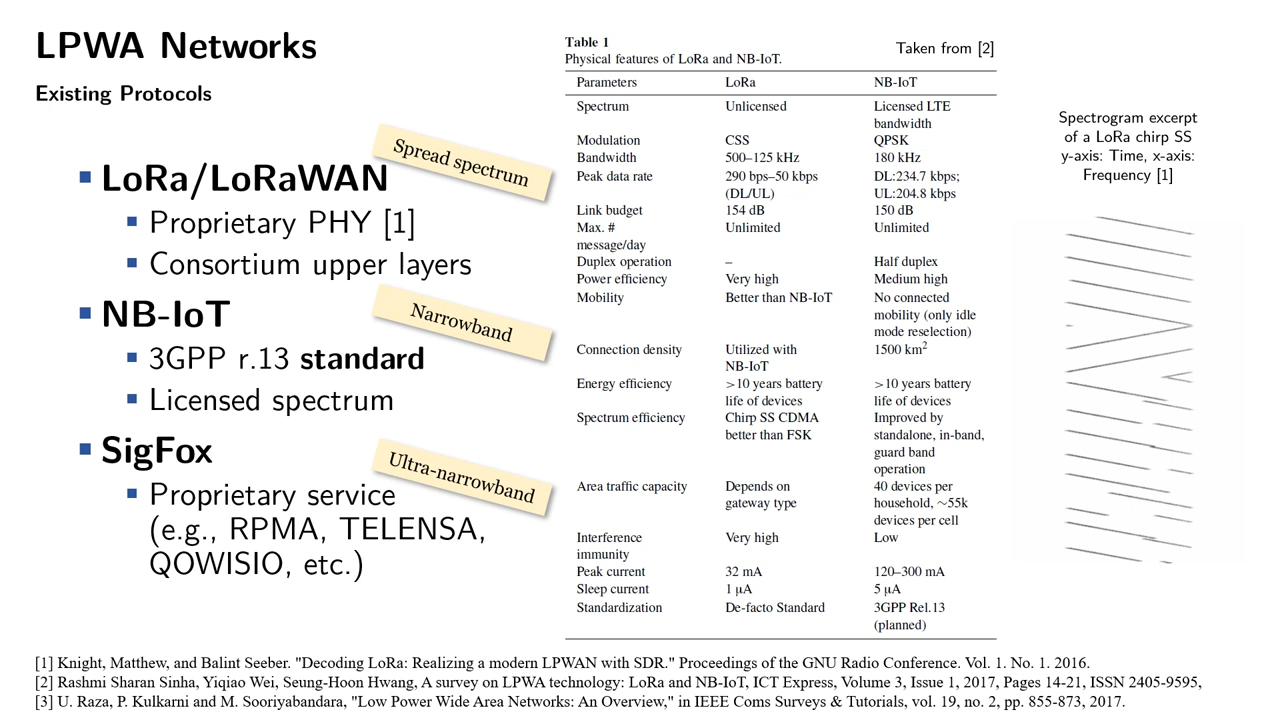 LPWA Networks
Existing Protocols
LoRa/LoRaWAN
Spread spectrum
Proprietary PHY [1]
Consortium upper layers
NB-IoT
Narrowband
3GPP r.13 standard
Licensed spectrum
SigFox
Ultra-narrowband
Proprietary service
(e.g., RPMA, TELENSA,
QOWISIO, etc.)
Table 1
Taken from [2]
Physical features of LoRa and NB-IoT.
Parameters LoRa NB-IoT
Spectrum Unlicensed Licensed LTE
bandwidth
Modulation CSS QPSK
Bandwidth 500–125 kHz 180 kHz
Peak data rate 290 bps–50 kbps DL:234.7 kbps;
(DL/UL) UL:204.8 kbps
Link budget 154 dB 150 dB
Max. # Unlimited Unlimited
message/day
Duplex operation – Half duplex
Power efficiency Very high Medium high
Mobility Better than NB-IoT No connected
mobility (only idle
mode reselection)
Connection density Utilized with 1500 km²
NB-IoT
Energy efficiency >10 years battery >10 years battery
life of devices life of devices
Spectrum efficiency Chirp SS CDMA Improved by
better than FSK standalone, in-band,
guard band
operation
Area traffic capacity Depends on 40 devices per
gateway type household, ∼55k
devices per cell
Interference Very high Low
immunity
Peak current 32 mA 120–300 mA
Sleep current 1 µA 5 µA
Standardization De-facto Standard 3GPP Rel.13
(planned)
Spectrogram excerpt
of a LoRa chirp SS
y-axis: Time, x-axis:
Frequency [1]
[1] Knight, Matthew, and Balint Seeber. "Decoding LoRa: Realizing a modern LPWAN with SDR." Proceedings of the GNU Radio Conference. Vol. 1. No. 1. 2016.
[2] Rashmi Sharan Sinha, Yiqiao Wei, Seung-Hoon Hwang, A survey on LPWA technology: LoRa and NB-IoT, ICT Express, Volume 3, Issue 1, 2017, Pages 14-21, ISSN 2405-9595,
[3] U. Raza, P. Kulkarni and M. Sooriyabandara, "Low Power Wide Area Networks: An Overview," in IEEE Coms Surveys & Tutorials, vol. 19, no. 2, pp. 855-873, 2017.